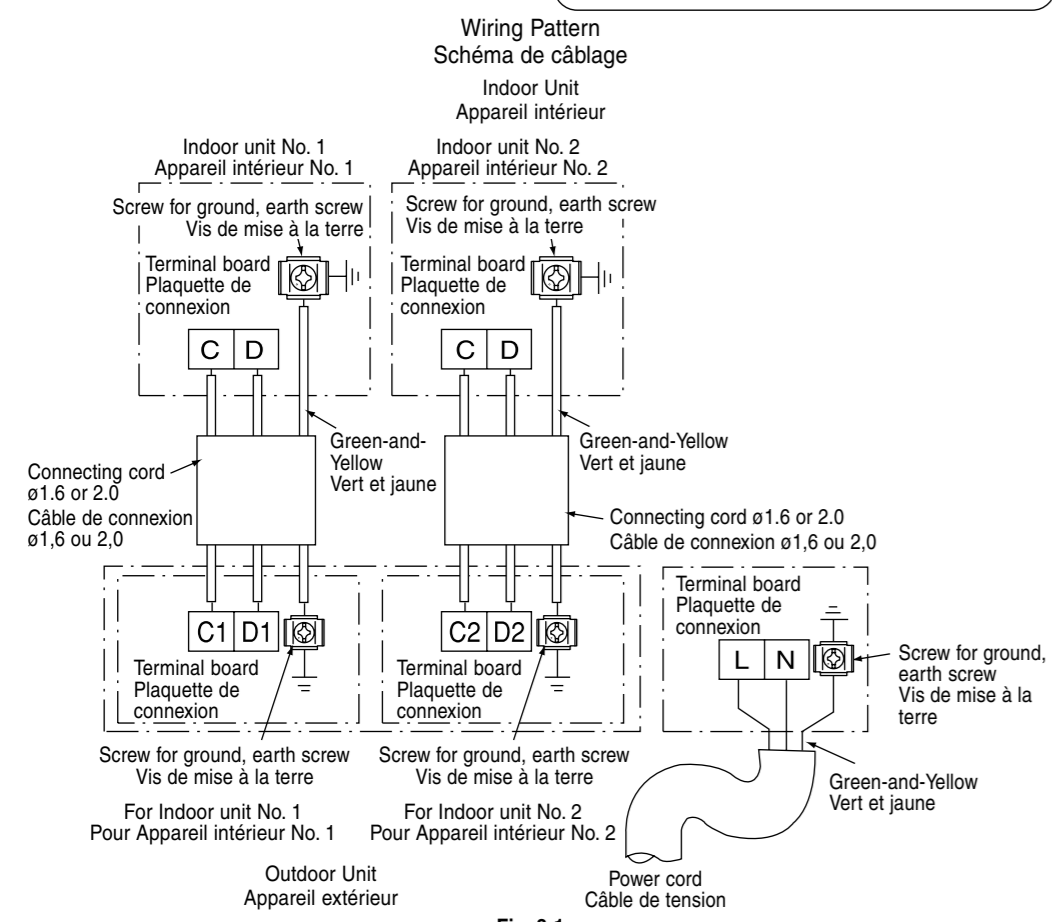 Wiring Pattern
Schéma de câblage
Indoor Unit
Appareil intérieur
Indoor unit No. 1
Appareil intérieur No. 1
Indoor unit No. 2
Appareil intérieur No. 2
Screw for ground, earth screw
Vis de mise à la terre
Screw for ground, earth screw
Vis de mise à la terre
Terminal board
Plaquette de
connexion
Terminal board
Plaquette de
connexion
C D
C D
Green-and-
Yellow
Vert et jaune
Green-and-Yellow
Vert et jaune
Connecting cord
ø1.6 or 2.0
Câble de connexion
ø1,6 ou 2,0
Connecting cord ø1.6 or 2.0
Câble de connexion ø1,6 ou 2,0
C1 D1
Terminal board
Plaquette de
connexion
C2 D2
Terminal board
Plaquette de
connexion
Terminal board
Plaquette de
connexion
L N
Screw for ground,
earth screw
Vis de mise à la
terre
Screw for ground, earth screw
Vis de mise à la terre
Screw for ground, earth screw
Vis de mise à la terre
Green-and-Yellow
Vert et jaune
For Indoor unit No. 1
Pour Appareil intérieur No. 1
For Indoor unit No. 2
Pour Appareil intérieur No. 2
Outdoor Unit
Appareil extérieur
Power cord
Câble de tension